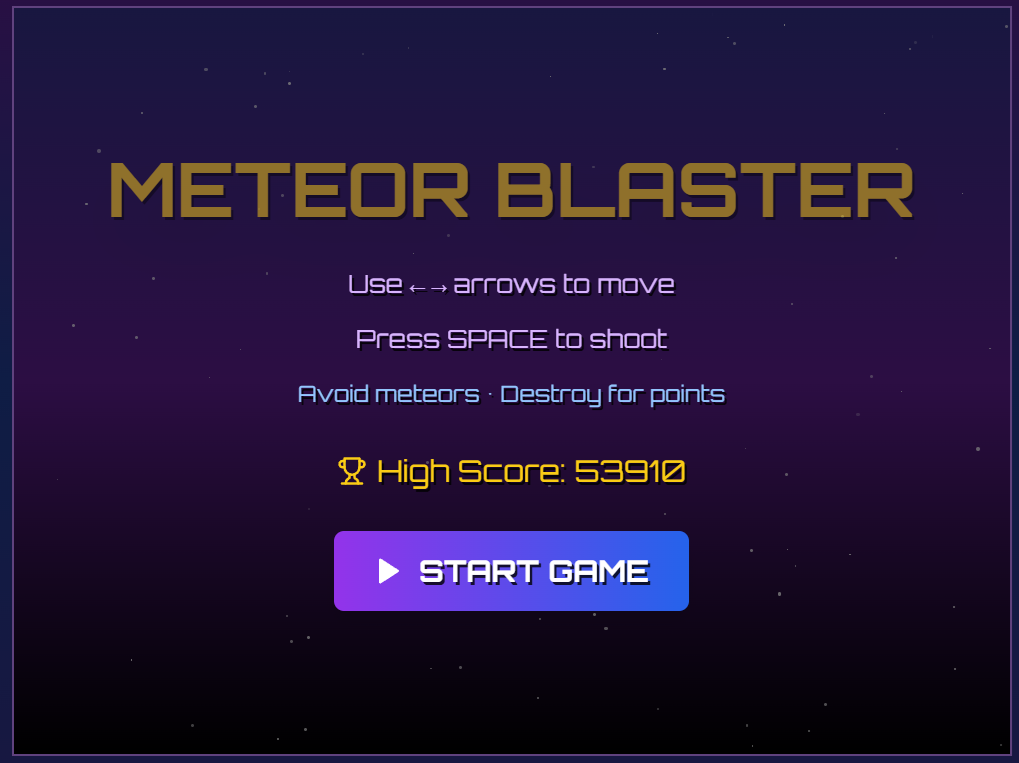 METEOR BLASTER
Use ←→ arrows to move
Press SPACE to shoot
Avoid meteors · Destroy for points
High Score: 53910
START GAME